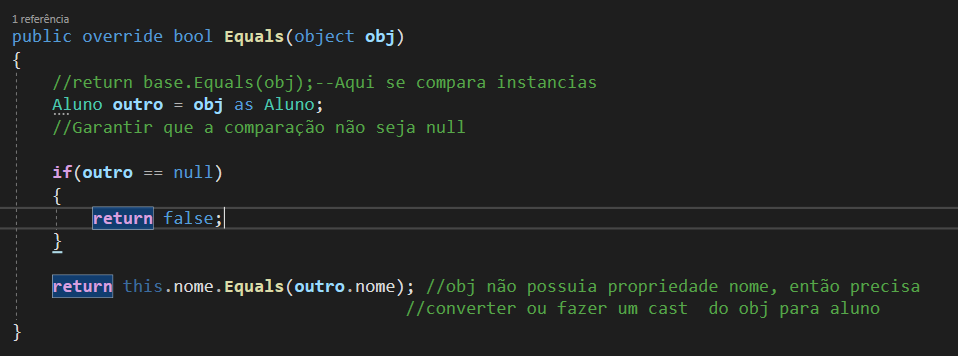 1 referência
public override bool Equals(object obj)
{
//return base.Equals(obj);--Aqui se compara instancias
Aluno outro = obj as Aluno;
//Garantir que a comparação não seja null
if(outro == null)
{
return false;
}
return this.nome.Equals(outro.nome); //obj não possuia propriedade nome, então precisa
//converter ou fazer um cast  do obj para aluno
}